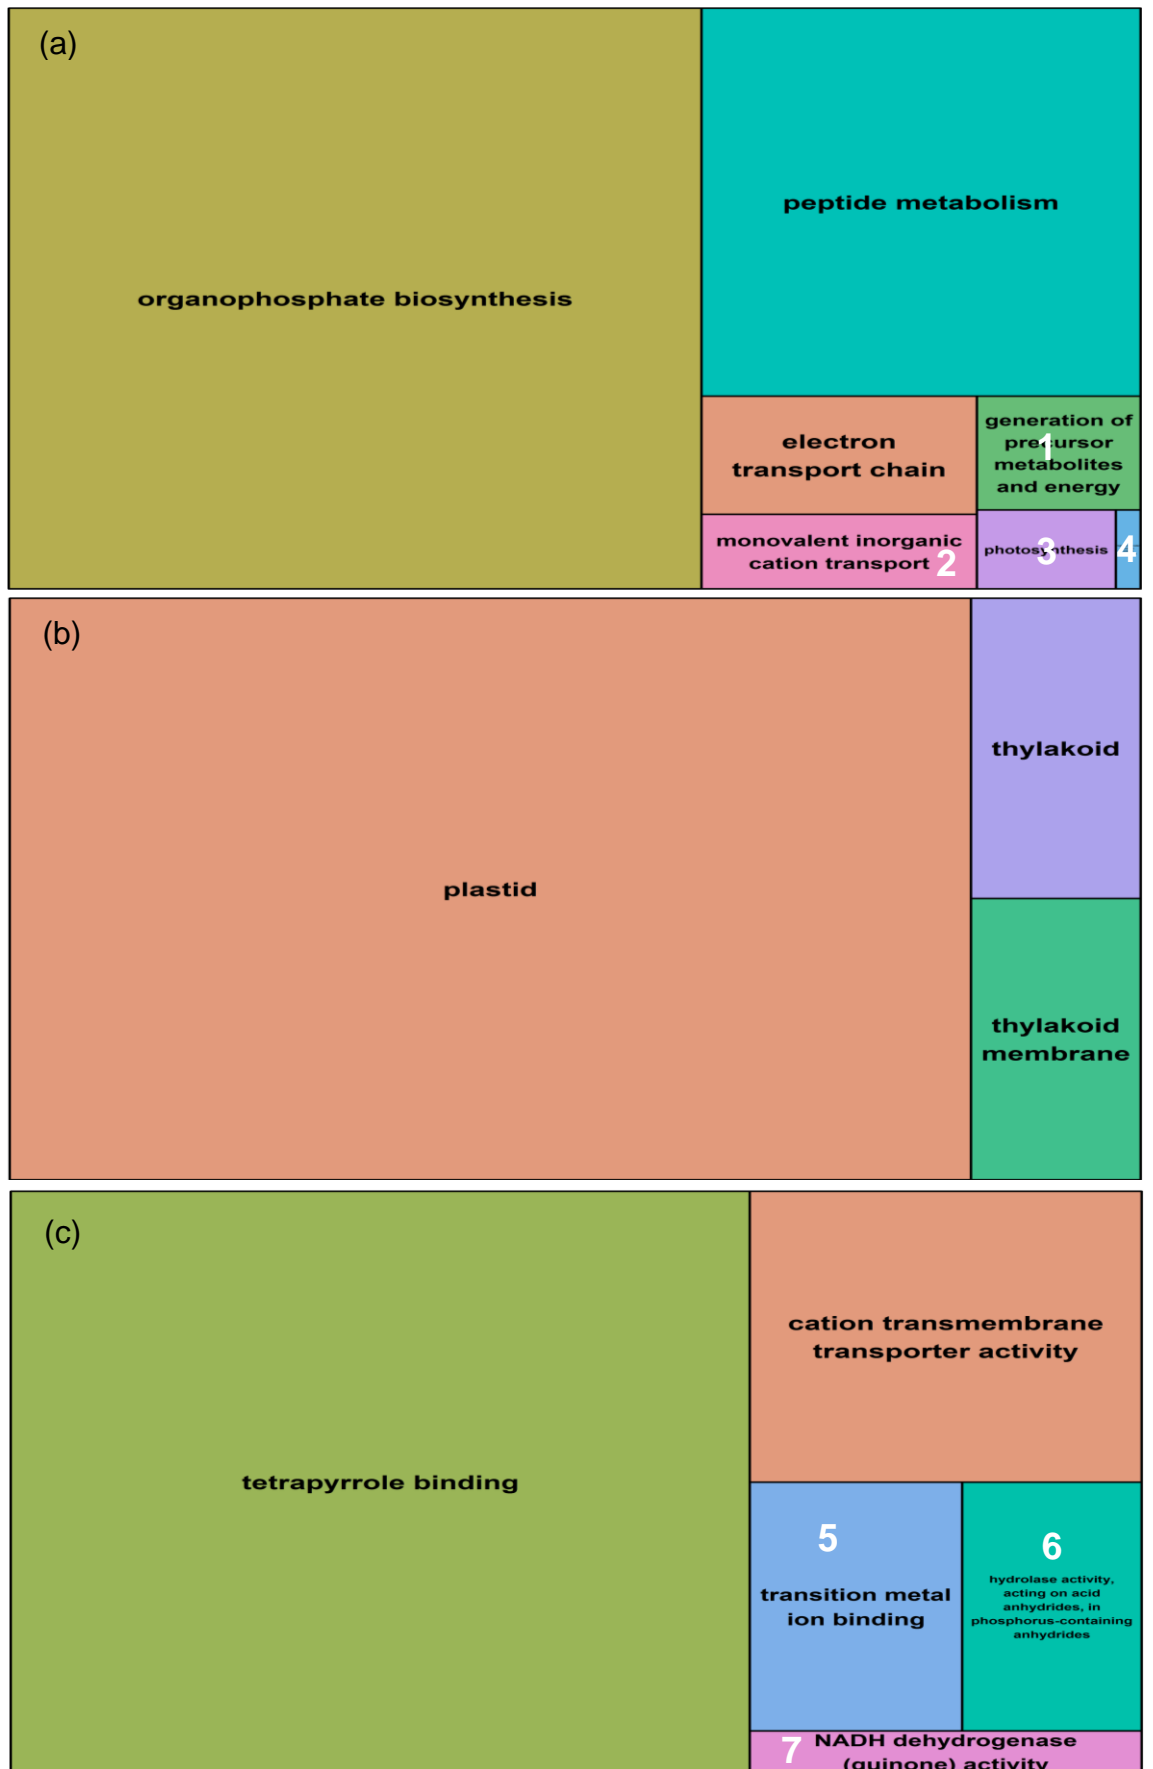 (a)
organophosphate biosynthesis
peptide metabolism
electron
transport chain
generation of
precursor
metabolites
and energy
1
monovalent inorganic
cation transport
2
photosynthesis
3
4
(b)
plastid
thylakoid
thylakoid
membrane
(c)
tetrapyrrole binding
cation transmembrane
transporter activity
5
transition metal
ion binding
6
hydrolase activity,
acting on acid
anhydrides, in
phosphorus-containing
anhydrides
7
NADH dehydrogenase
(quinone) activity